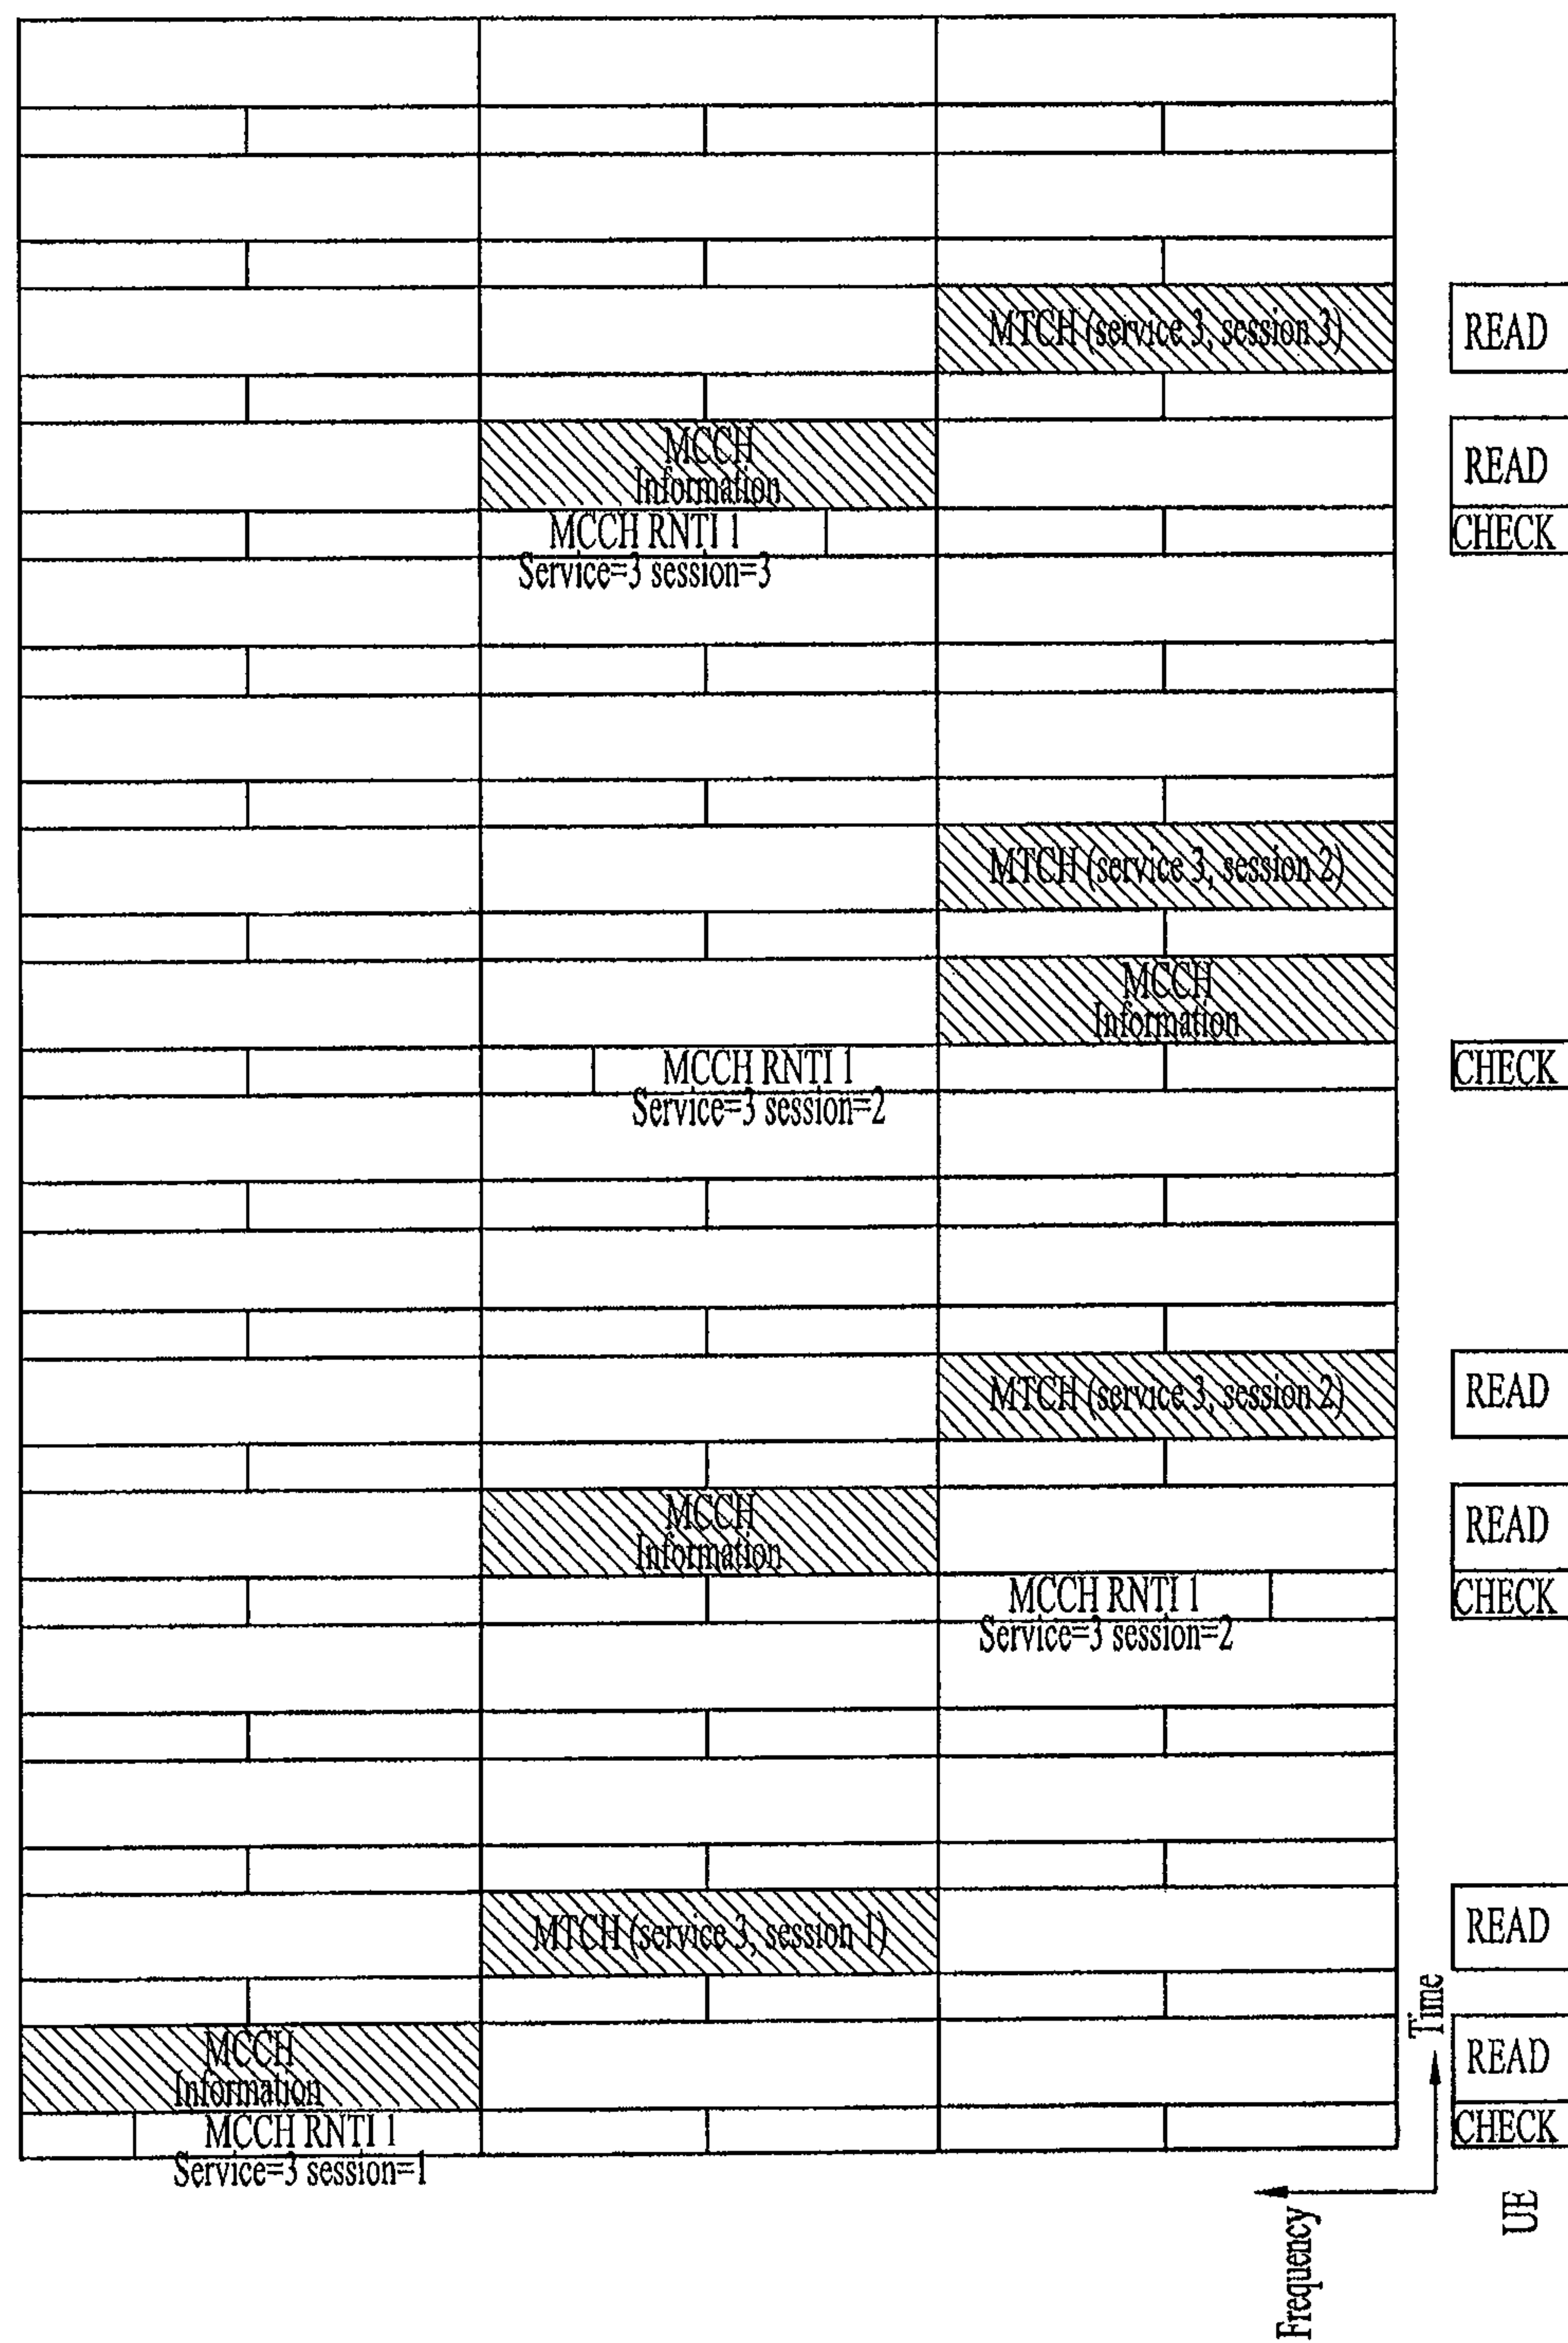 MTCH (service 3, session 3)
READ
MCCH
Information
READ
MCCH RNTI 1
Service=3 session=3
CHECK
MTCH (service 3, session 2)
MCCH
Information
MCCH RNTI 1
Service=3 session=2
CHECK
MTCH (service 3, session 2)
READ
MCCH
Information
READ
MCCH RNTI 1
Service=3 session=2
CHECK
MTCH (service 3, session 1)
READ
MCCH
Information
READ
MCCH RNTI 1
Service=3 session=1
CHECK
Time
Frequency
UE